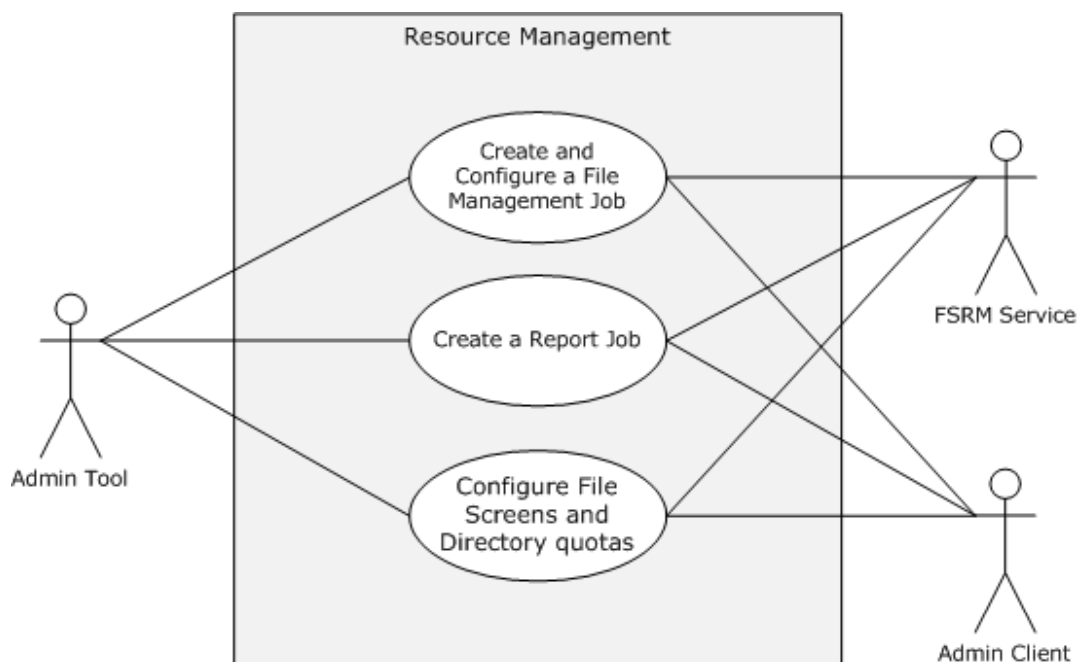 Resource Management
Create and
Configure a File
Management Job
FSRM Service
Create a Report Job
Admin Tool
Configure File
Screens and
Directory quotas
Admin Client